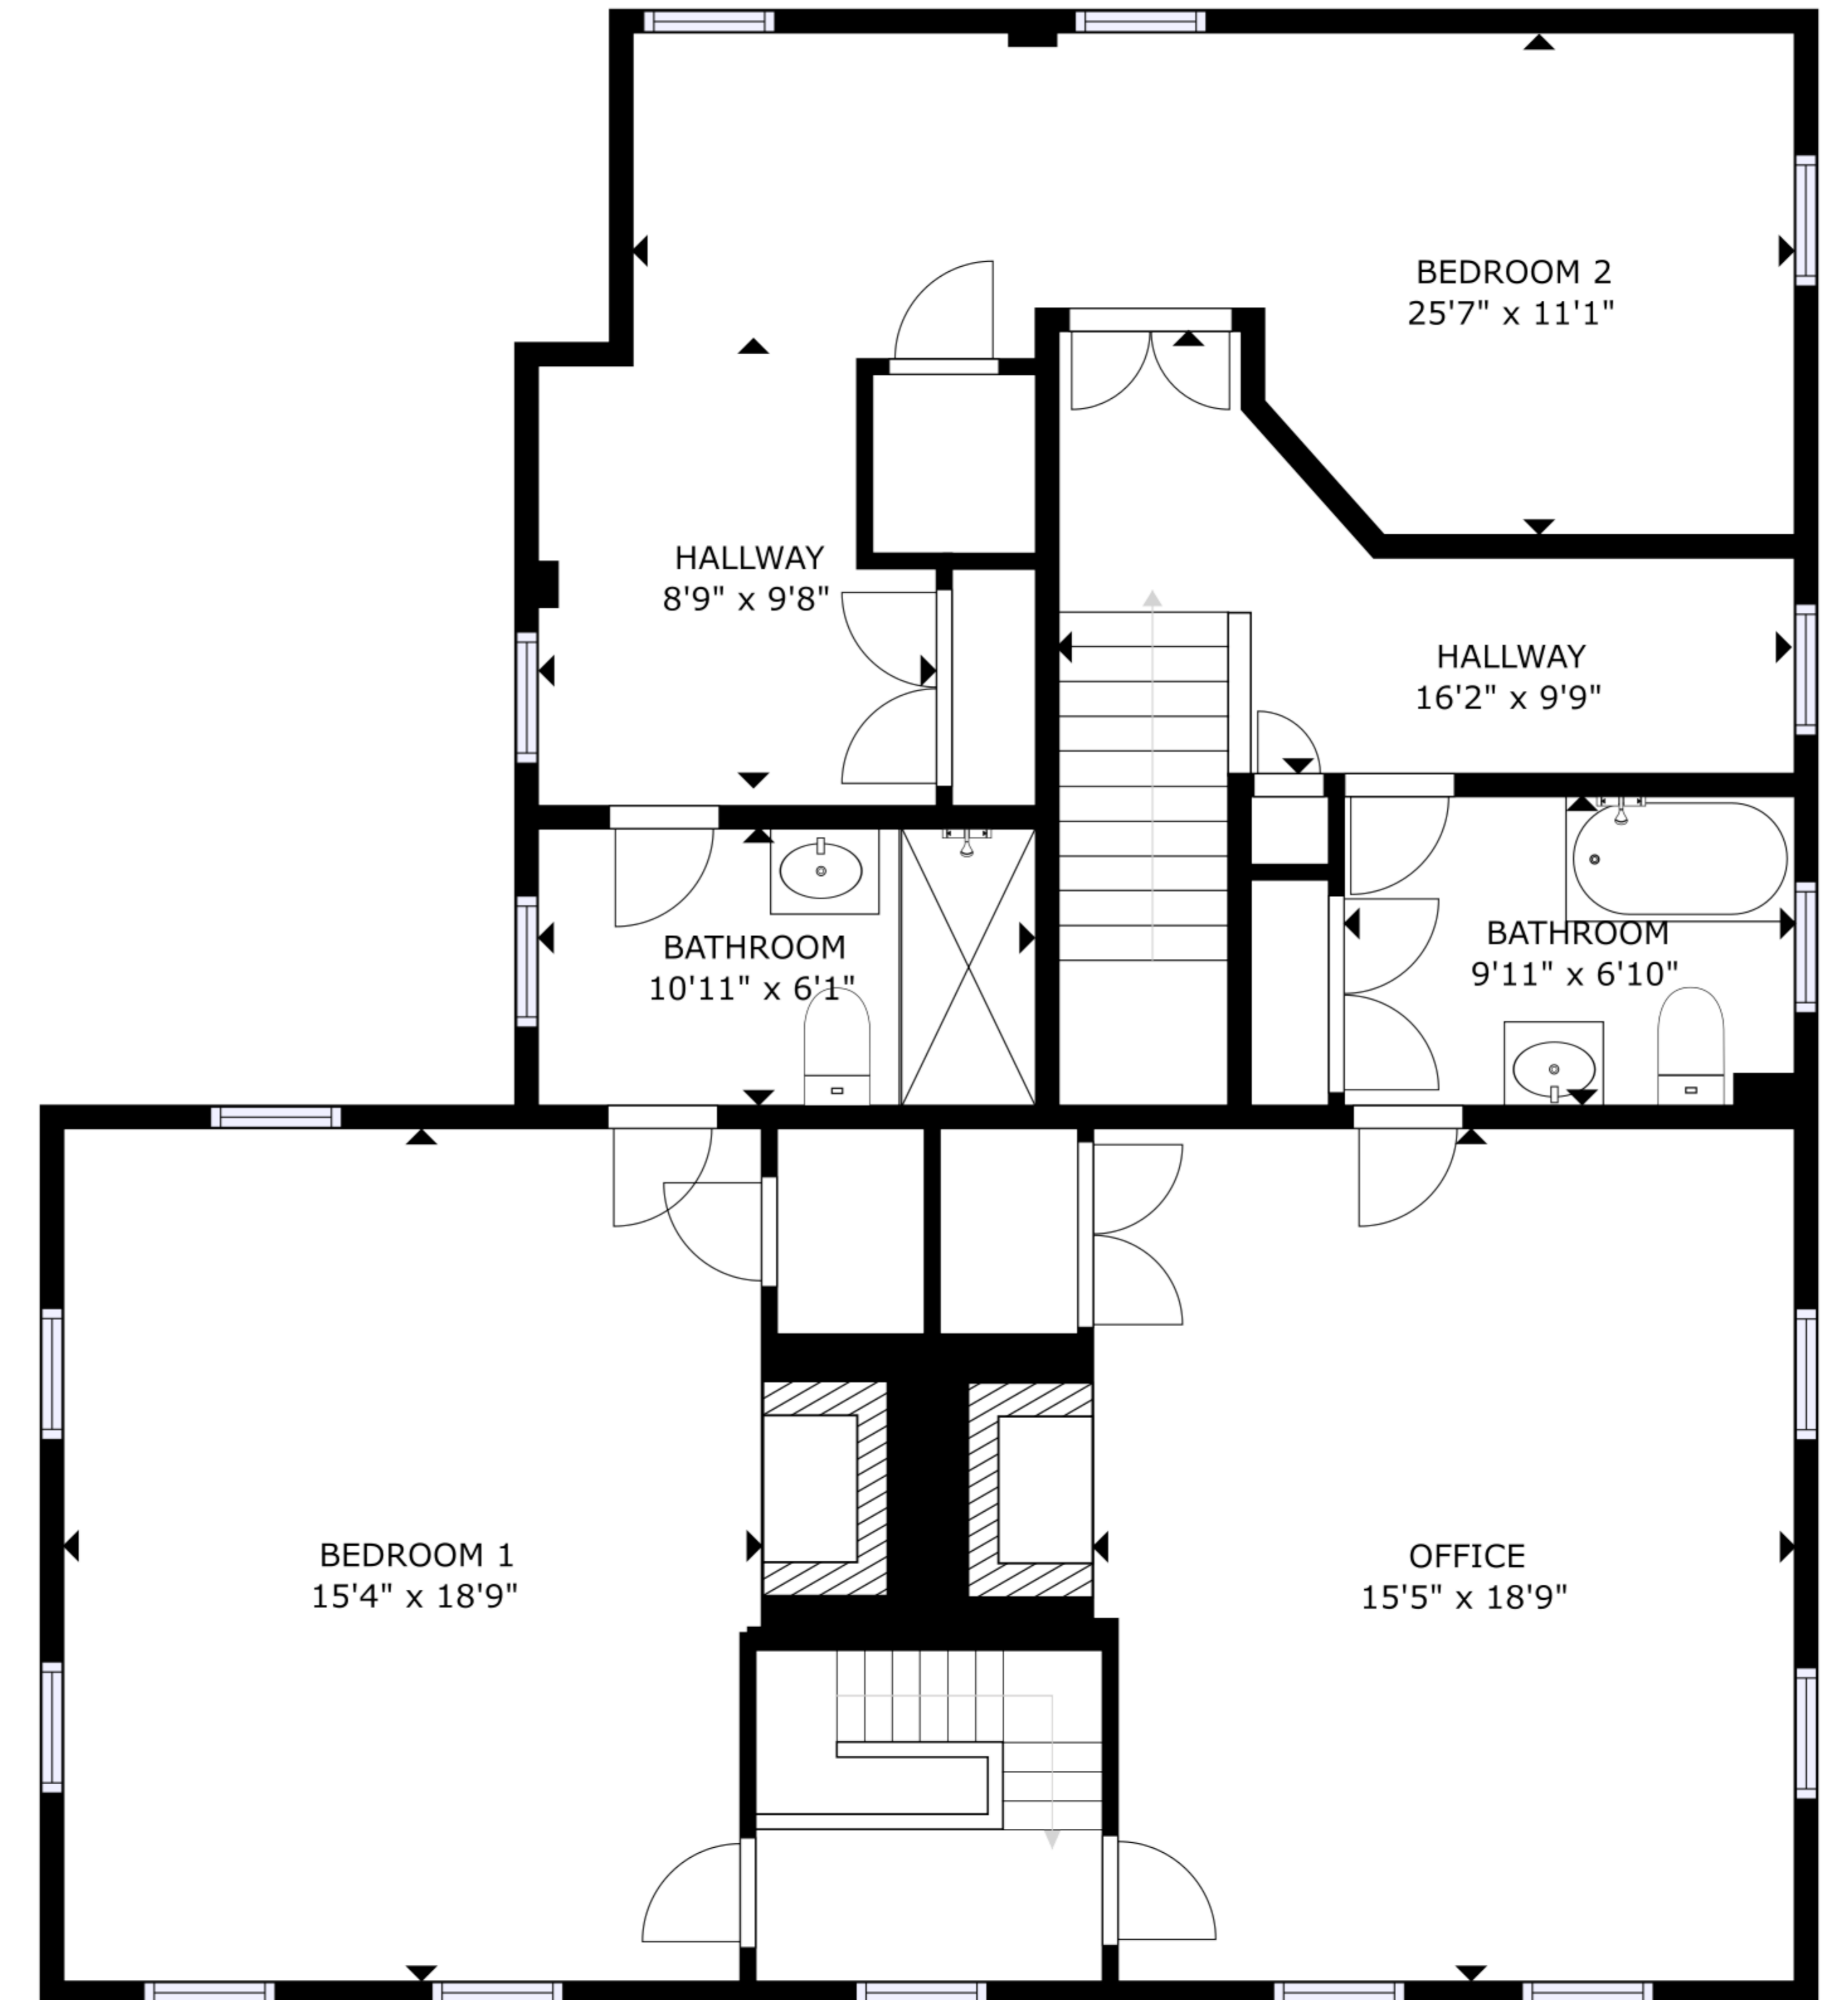 BEDROOM 2
25'7" x 11'1"
HALLWAY
8'9" x 9'8"
HALLWAY
16'2" x 9'9"
BATHROOM
10'11" x 6'1"
BATHROOM
9'11" x 6'10"
BEDROOM 1
15'4" x 18'9"
OFFICE
15'5" x 18'9"